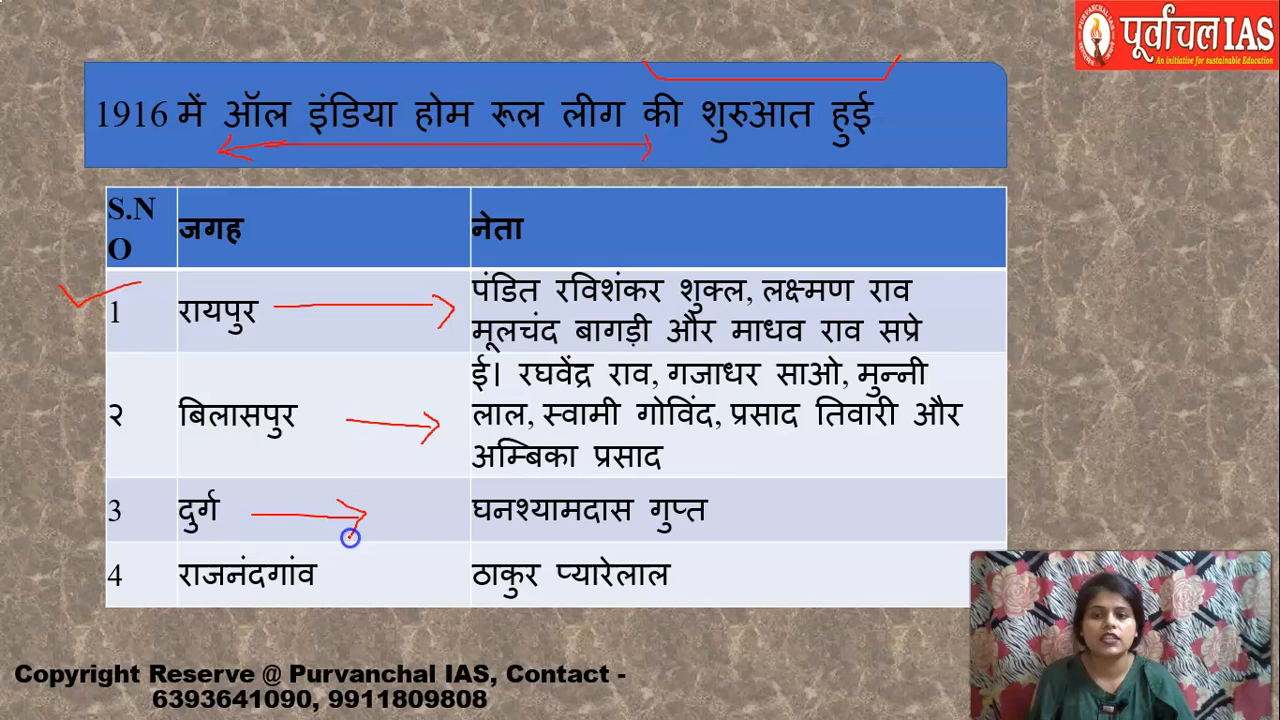 पूर्वांचल IAS
An initiative for sustainable Education
1916 में ऑल इंडिया होम रूल लीग की शुरुआत हुई
S.N
O
जगह
नेता
1
रायपुर
पंडित रविशंकर शुक्ल, लक्ष्मण राव
मूलचंद बागड़ी और माधव राव सप्रे
२
बिलासपुर
ई। रघवेंद्र राव, गजाधर साओ, मुन्नी
लाल, स्वामी गोविंद, प्रसाद तिवारी और
अम्बिका प्रसाद
3
दुर्ग
घनश्यामदास गुप्त
4
राजनंदगांव
ठाकुर प्यारेलाल
Copyright Reserve @ Purvanchal IAS, Contact -
6393641090, 9911809808